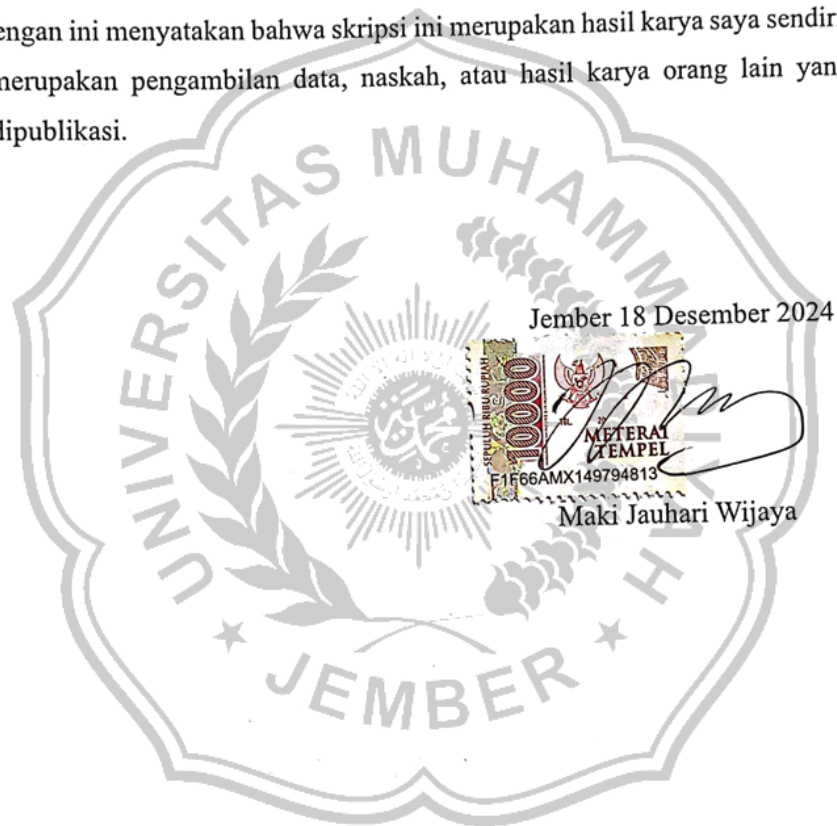 engan ini menyatakan bahwa skripsi ini merupakan hasil karya saya sendir
nerupakan pengambilan data, naskah, atau hasil karya orang lain yan
dipublikasi.
UNIVERSITAS MUHAMMADIYAH
JEMBER
Jember 18 Desember 2024
SEPULUH RIBU RUPIAH
10000
METERAI
TEMPEL
F1F66AMX149794813
Maki Jauhari Wijaya